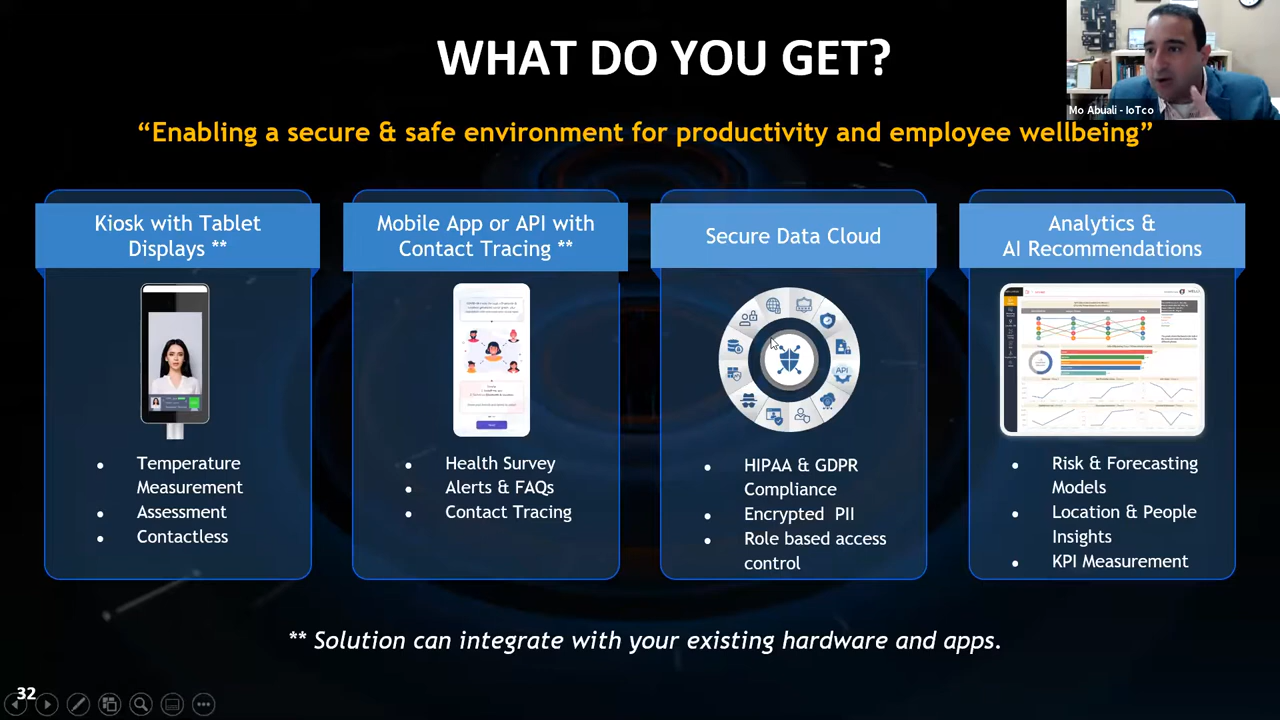 WHAT DO YOU GET?
Mo Abuali - IoTco
“Enabling a secure & safe environment for productivity and employee wellbeing”
Kiosk with Tablet
Displays **
Temperature
Measurement
Assessment
Contactless
Mobile App or API with
Contact Tracing **
Health Survey
Alerts & FAQs
Contact Tracing
Secure Data Cloud
API
HIPAA & GDPR
Compliance
Encrypted PII
Role based access
control
Analytics &
AI Recommendations
Risk & Forecasting
Models
Location & People
Insights
KPI Measurement
** Solution can integrate with your existing hardware and apps.
32